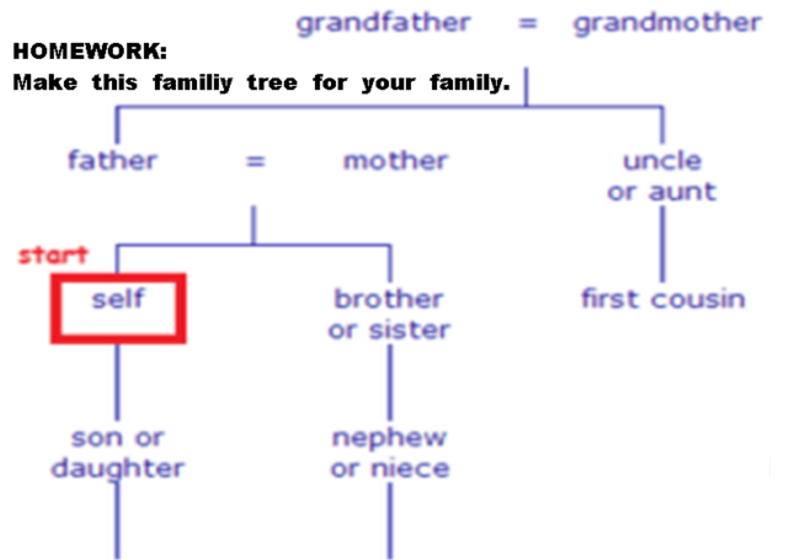 grandfather = grandmother
HOMEWORK:
Make this familiy tree for your family.
father = mother uncle
or aunt
start
self brother first cousin
or sister
son or nephew
daughter or niece